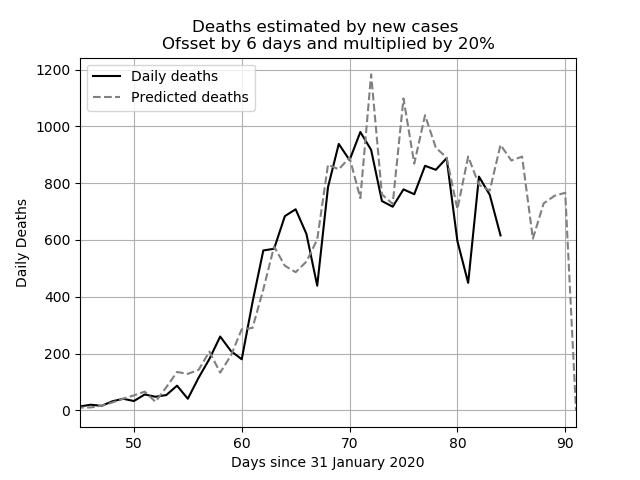 Deaths estimated by new cases
Ofsset by 6 days and multiplied by 20%
Daily deaths
Predicted deaths
1200
1000
800
600
400
200
0
Daily Deaths
50 60 70 80 90
Days since 31 January 2020